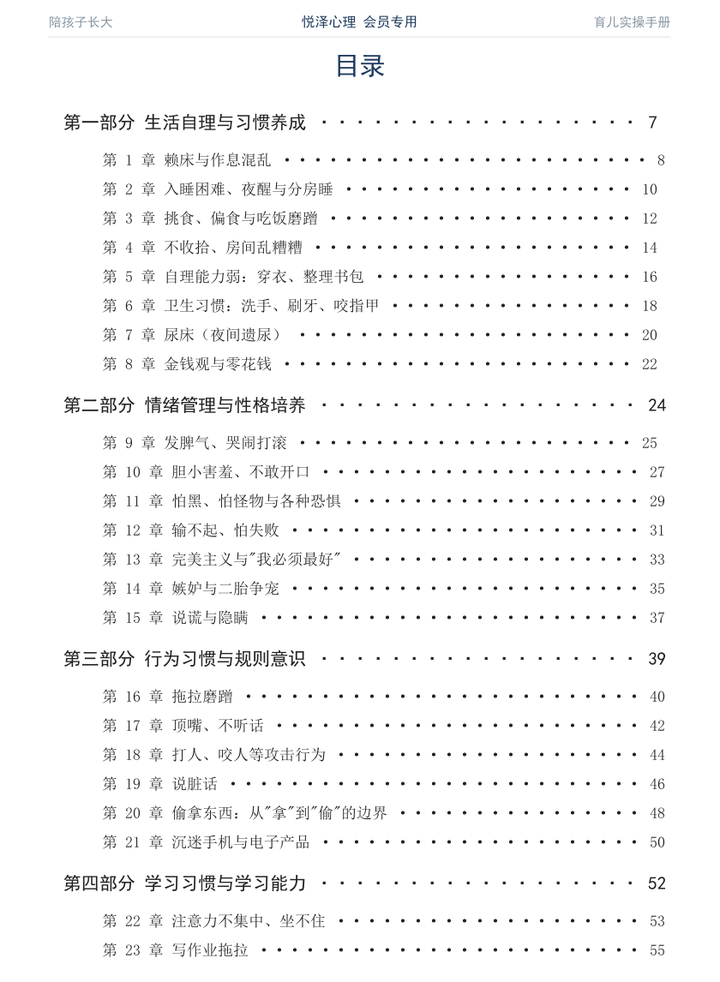 陪孩子长大 悦泽心理 会员专用 育儿实操手册
目录
第一部分 生活自理与习惯养成 · · · · · · · · · · · · · · · · · · 7
第 1 章 赖床与作息混乱 • • • • • • • • • • • • • • • • • • • • • • • • 8
第 2 章 入睡困难、夜醒与分房睡 • • • • • • • • • • • • • • • • • • • 10
第 3 章 挑食、偏食与吃饭磨蹭 • • • • • • • • • • • • • • • • • • • • 12
第 4 章 不收拾、房间乱糟糟 • • • • • • • • • • • • • • • • • • • • • 14
第 5 章 自理能力弱：穿衣、整理书包 • • • • • • • • • • • • • • • • • 16
第 6 章 卫生习惯：洗手、刷牙、咬指甲 • • • • • • • • • • • • • • • • 18
第 7 章 尿床（夜间遗尿） • • • • • • • • • • • • • • • • • • • • • • 20
第 8 章 金钱观与零花钱 • • • • • • • • • • • • • • • • • • • • • • • 22
第二部分 情绪管理与性格培养 · · · · · · · · · · · · · · · · · · 24
第 9 章 发脾气、哭闹打滚 • • • • • • • • • • • • • • • • • • • • • • 25
第 10 章 胆小害羞、不敢开口 • • • • • • • • • • • • • • • • • • • • • 27
第 11 章 怕黑、怕怪物与各种恐惧 • • • • • • • • • • • • • • • • • • • 29
第 12 章 输不起、怕失败 • • • • • • • • • • • • • • • • • • • • • • • 31
第 13 章 完美主义与"我必须最好" • • • • • • • • • • • • • • • • • • • 33
第 14 章 嫉妒与二胎争宠 • • • • • • • • • • • • • • • • • • • • • • • 35
第 15 章 说谎与隐瞒 • • • • • • • • • • • • • • • • • • • • • • • • • 37
第三部分 行为习惯与规则意识 · · · · · · · · · · · · · · · · · · 39
第 16 章 拖拉磨蹭 • • • • • • • • • • • • • • • • • • • • • • • • • • 40
第 17 章 顶嘴、不听话 • • • • • • • • • • • • • • • • • • • • • • • • 42
第 18 章 打人、咬人等攻击行为 • • • • • • • • • • • • • • • • • • • • 44
第 19 章 说脏话 • • • • • • • • • • • • • • • • • • • • • • • • • • • 46
第 20 章 偷拿东西：从"拿"到"偷"的边界 • • • • • • • • • • • • • • • • 48
第 21 章 沉迷手机与电子产品 • • • • • • • • • • • • • • • • • • • • • 50
第四部分 学习习惯与学习能力 · · · · · · · · · · · · · · · · · · 52
第 22 章 注意力不集中、坐不住 • • • • • • • • • • • • • • • • • • • • 53
第 23 章 写作业拖拉 • • • • • • • • • • • • • • • • • • • • • • • • • 55